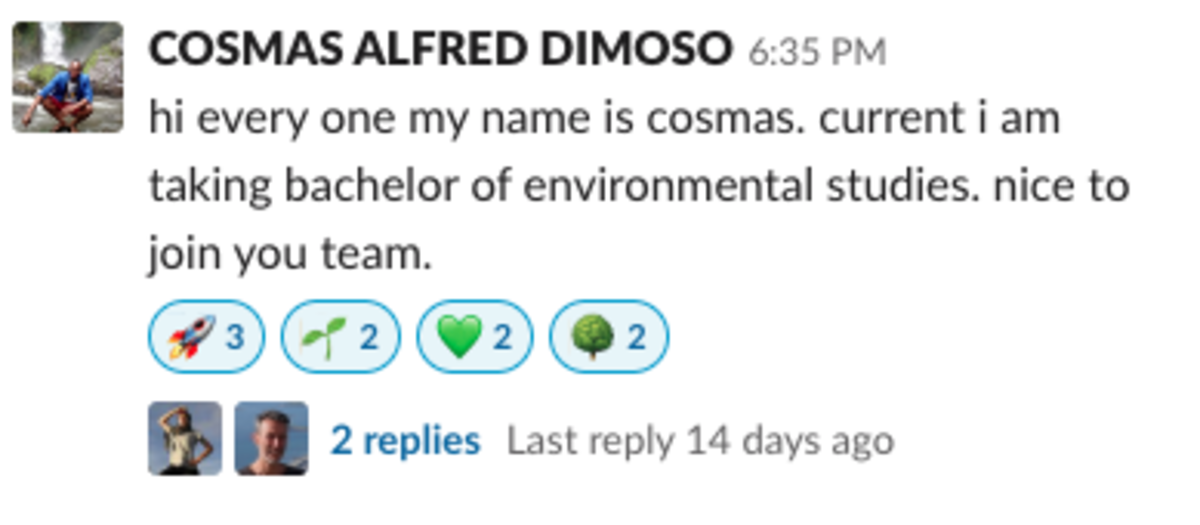 COSMAS ALFRED DIMOSO 6:35 PM
hi every one my name is cosmas. current i am
taking bachelor of environmental studies. nice to
join you team.
3 2 2 2
2 replies Last reply 14 days ago